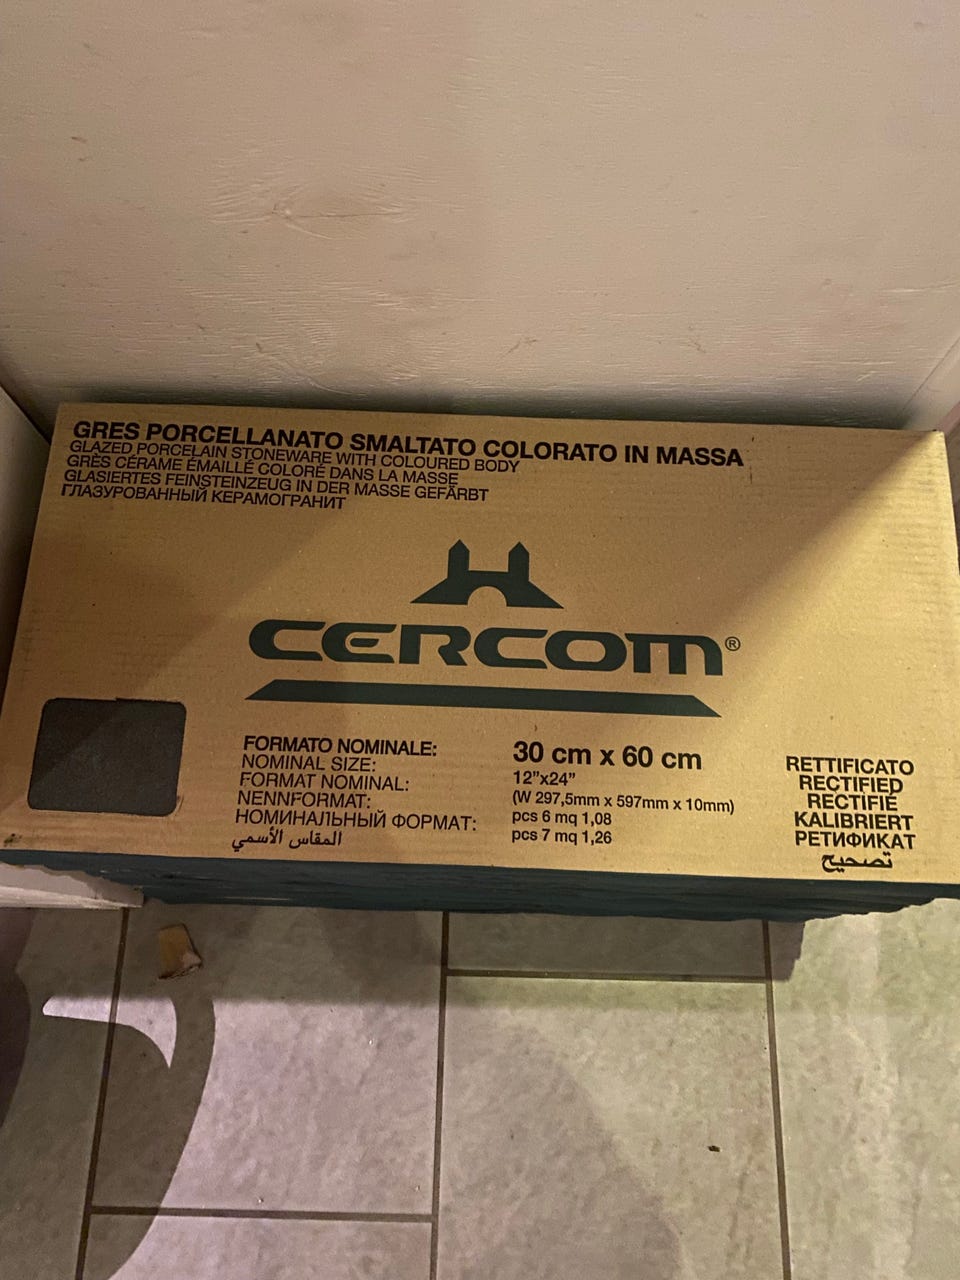 GRES PORCELLANATO SMALTATO COLORATO IN MASSA
GLAZED PORCELAIN STONEWARE WITH COLOURED BODY
GRÈS CÉRAME ÉMAILLÉ COLORÉ DANS LA MASSE
GLASIERTES FEINSTEINZEUG IN DER MASSE GEFÄRBT
ГЛАЗУРОВАННЫЙ КЕРАМОГРАНИТ
CERCOM®
FORMATO NOMINALE:
NOMINAL SIZE:
FORMAT NOMINAL:
NENNFORMAT:
НОМИНАЛЬНЫЙ ФОРМАТ:
المقاس الأسمي
30 cm x 60 cm
12”x24”
(W 297,5mm x 597mm x 10mm)
pcs 6 mq 1,08
pcs 7 mq 1,26
RETTIFICATO
RECTIFIED
RECTIFIÉ
KALIBRIERT
РЕТИФИКАТ
تصحيح